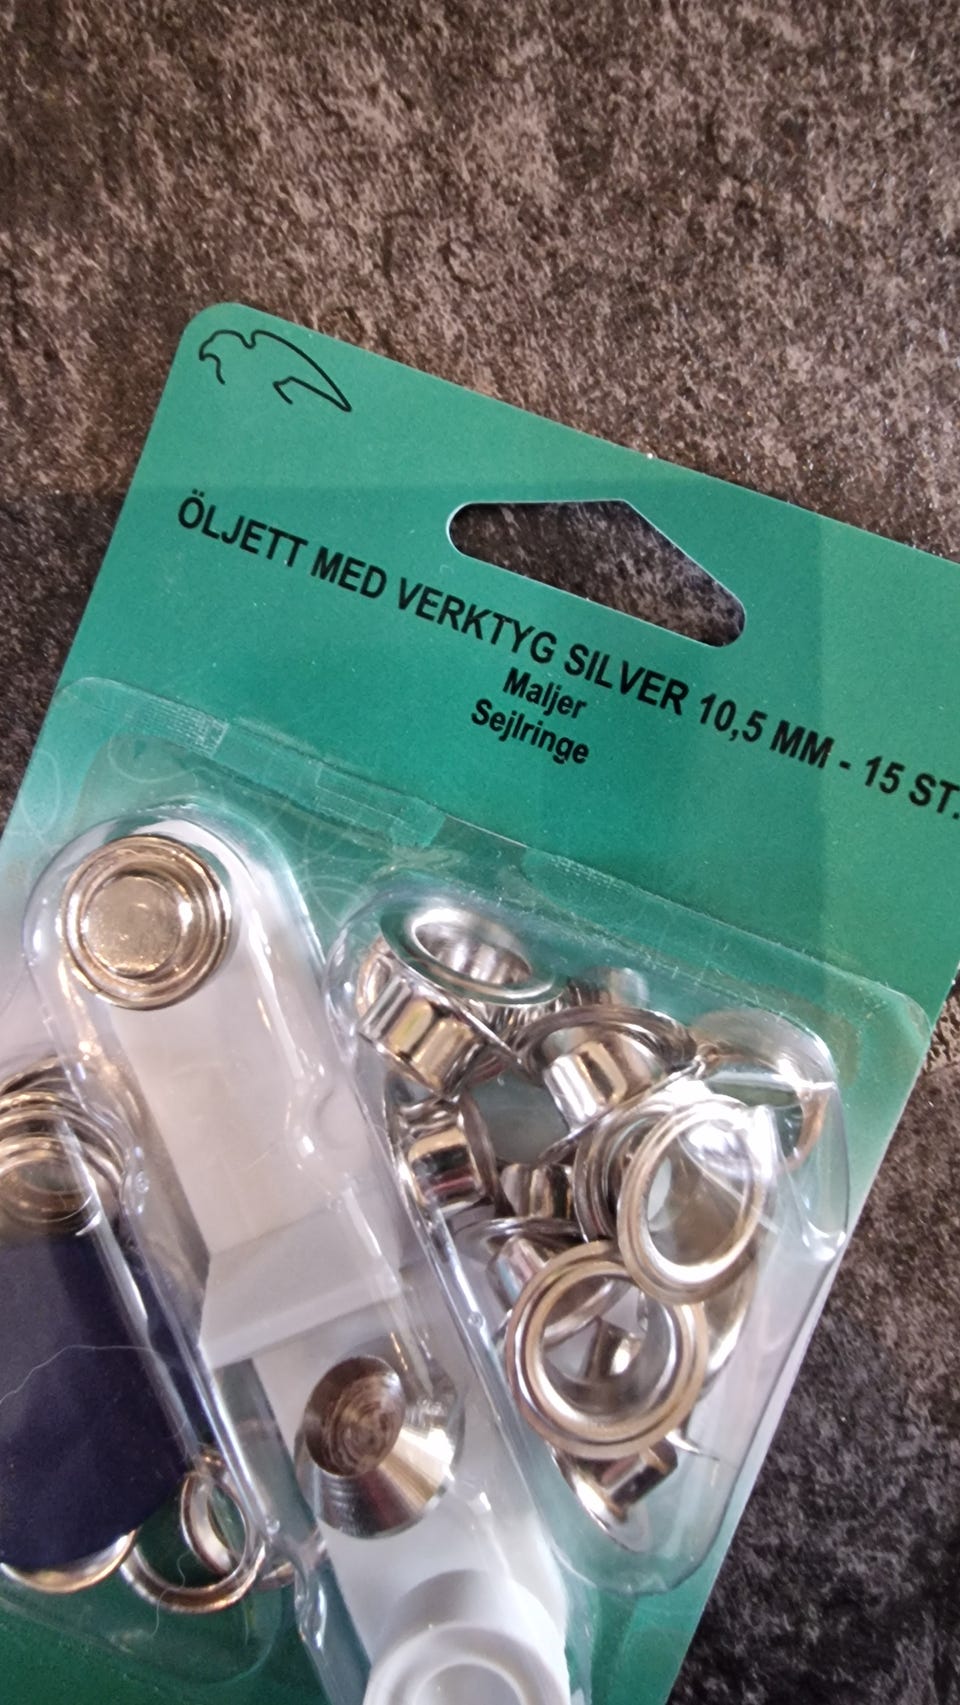 ÖLJETT MED VERKTYG SILVER 10,5 MM - 15 ST.
Maljer
Sejlringe